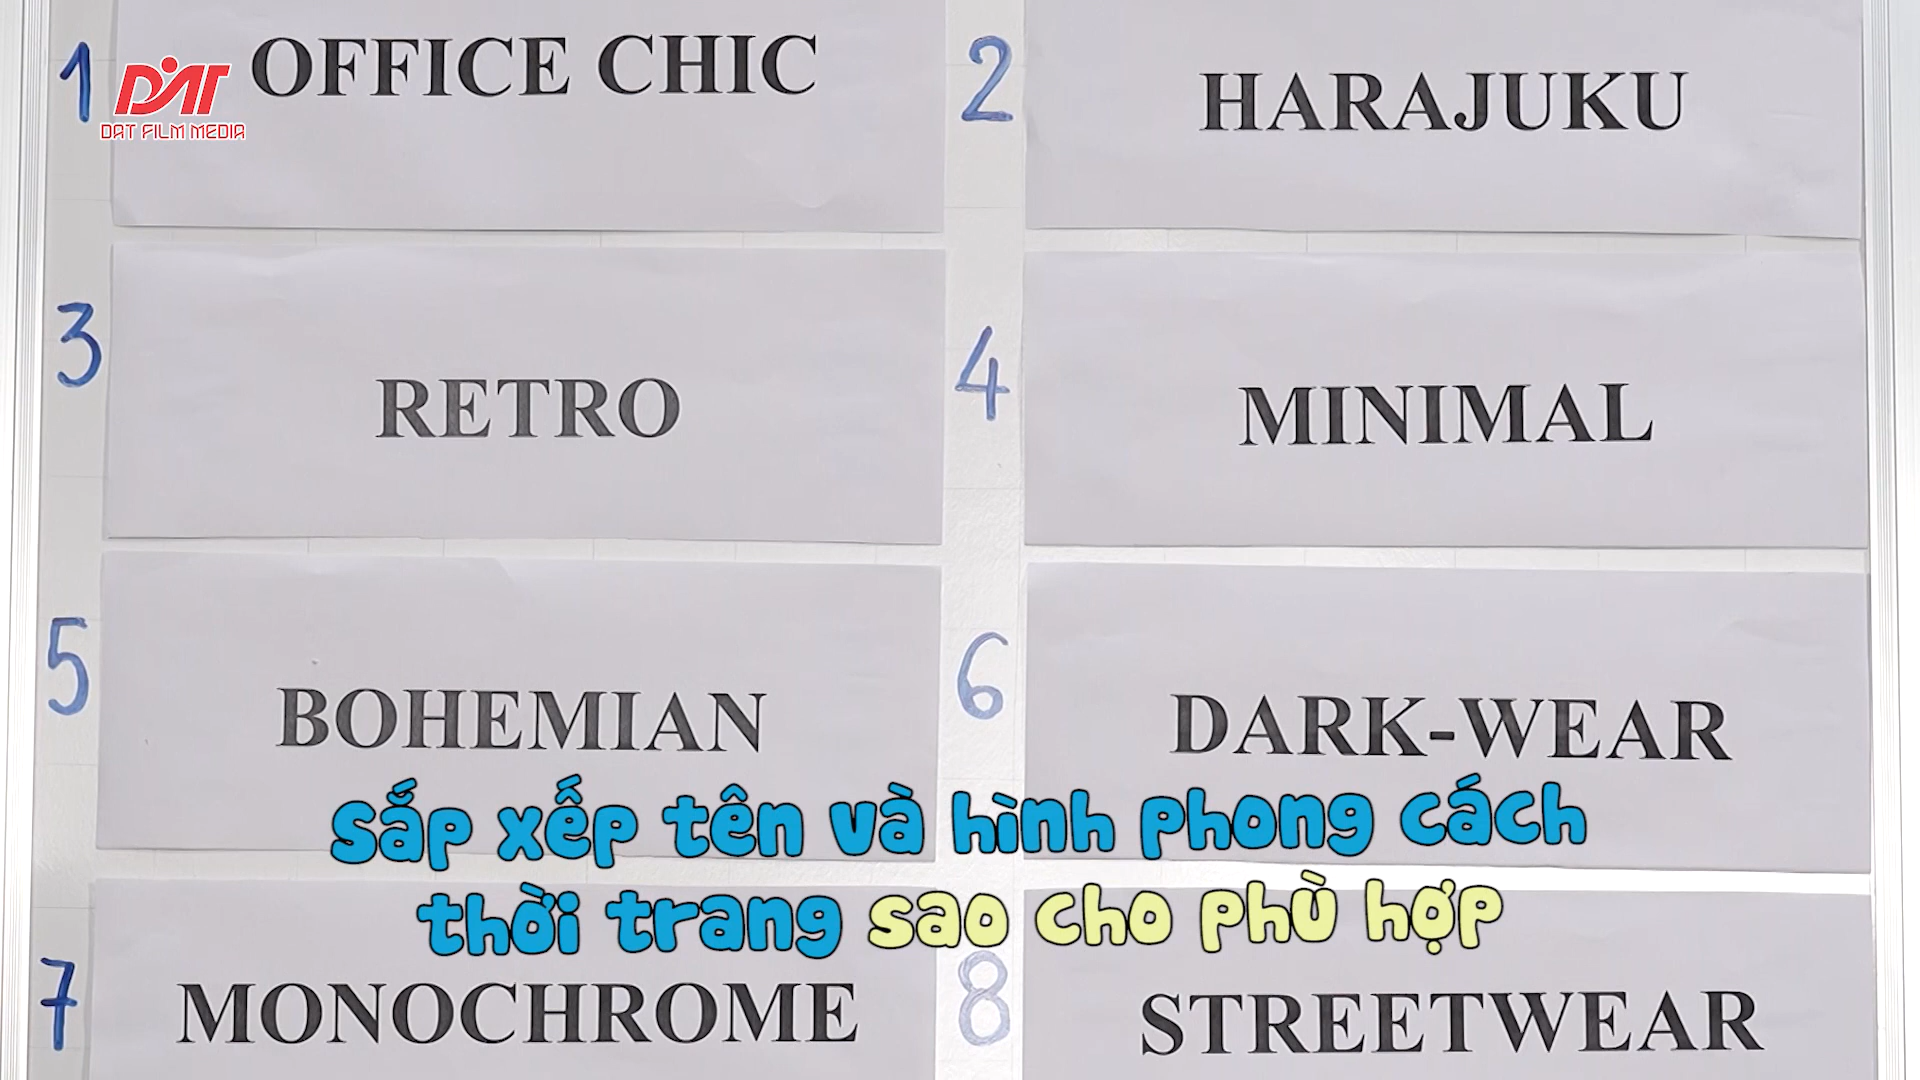 1 OFFICE CHIC
2 HARAJUKU
DAT
DAT FILM MEDIA
3 RETRO
4 MINIMAL
5 BOHEMIAN
6 DARK-WEAR
sắp xếp tên và hình phong cách
thời trang sao cho phù hợp
7 MONOCHROME
8 STREETWEAR